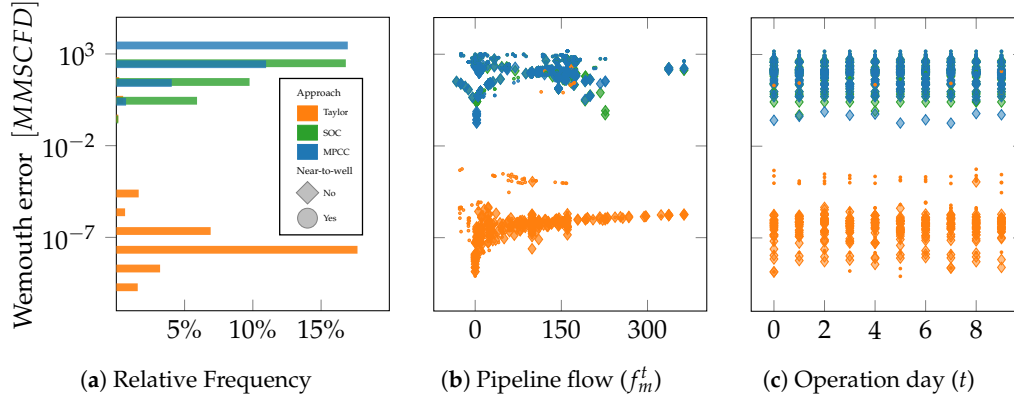 Wemouth error [MMSCFD]
10^3
10^−2
10^−7
5% 10% 15%
Approach
Taylor
SOC
MPCC
Near-to-well
No
Yes
0 150 300
0 2 4 6 8
(a) Relative Frequency
(b) Pipeline flow (f_m^t)
(c) Operation day (t)